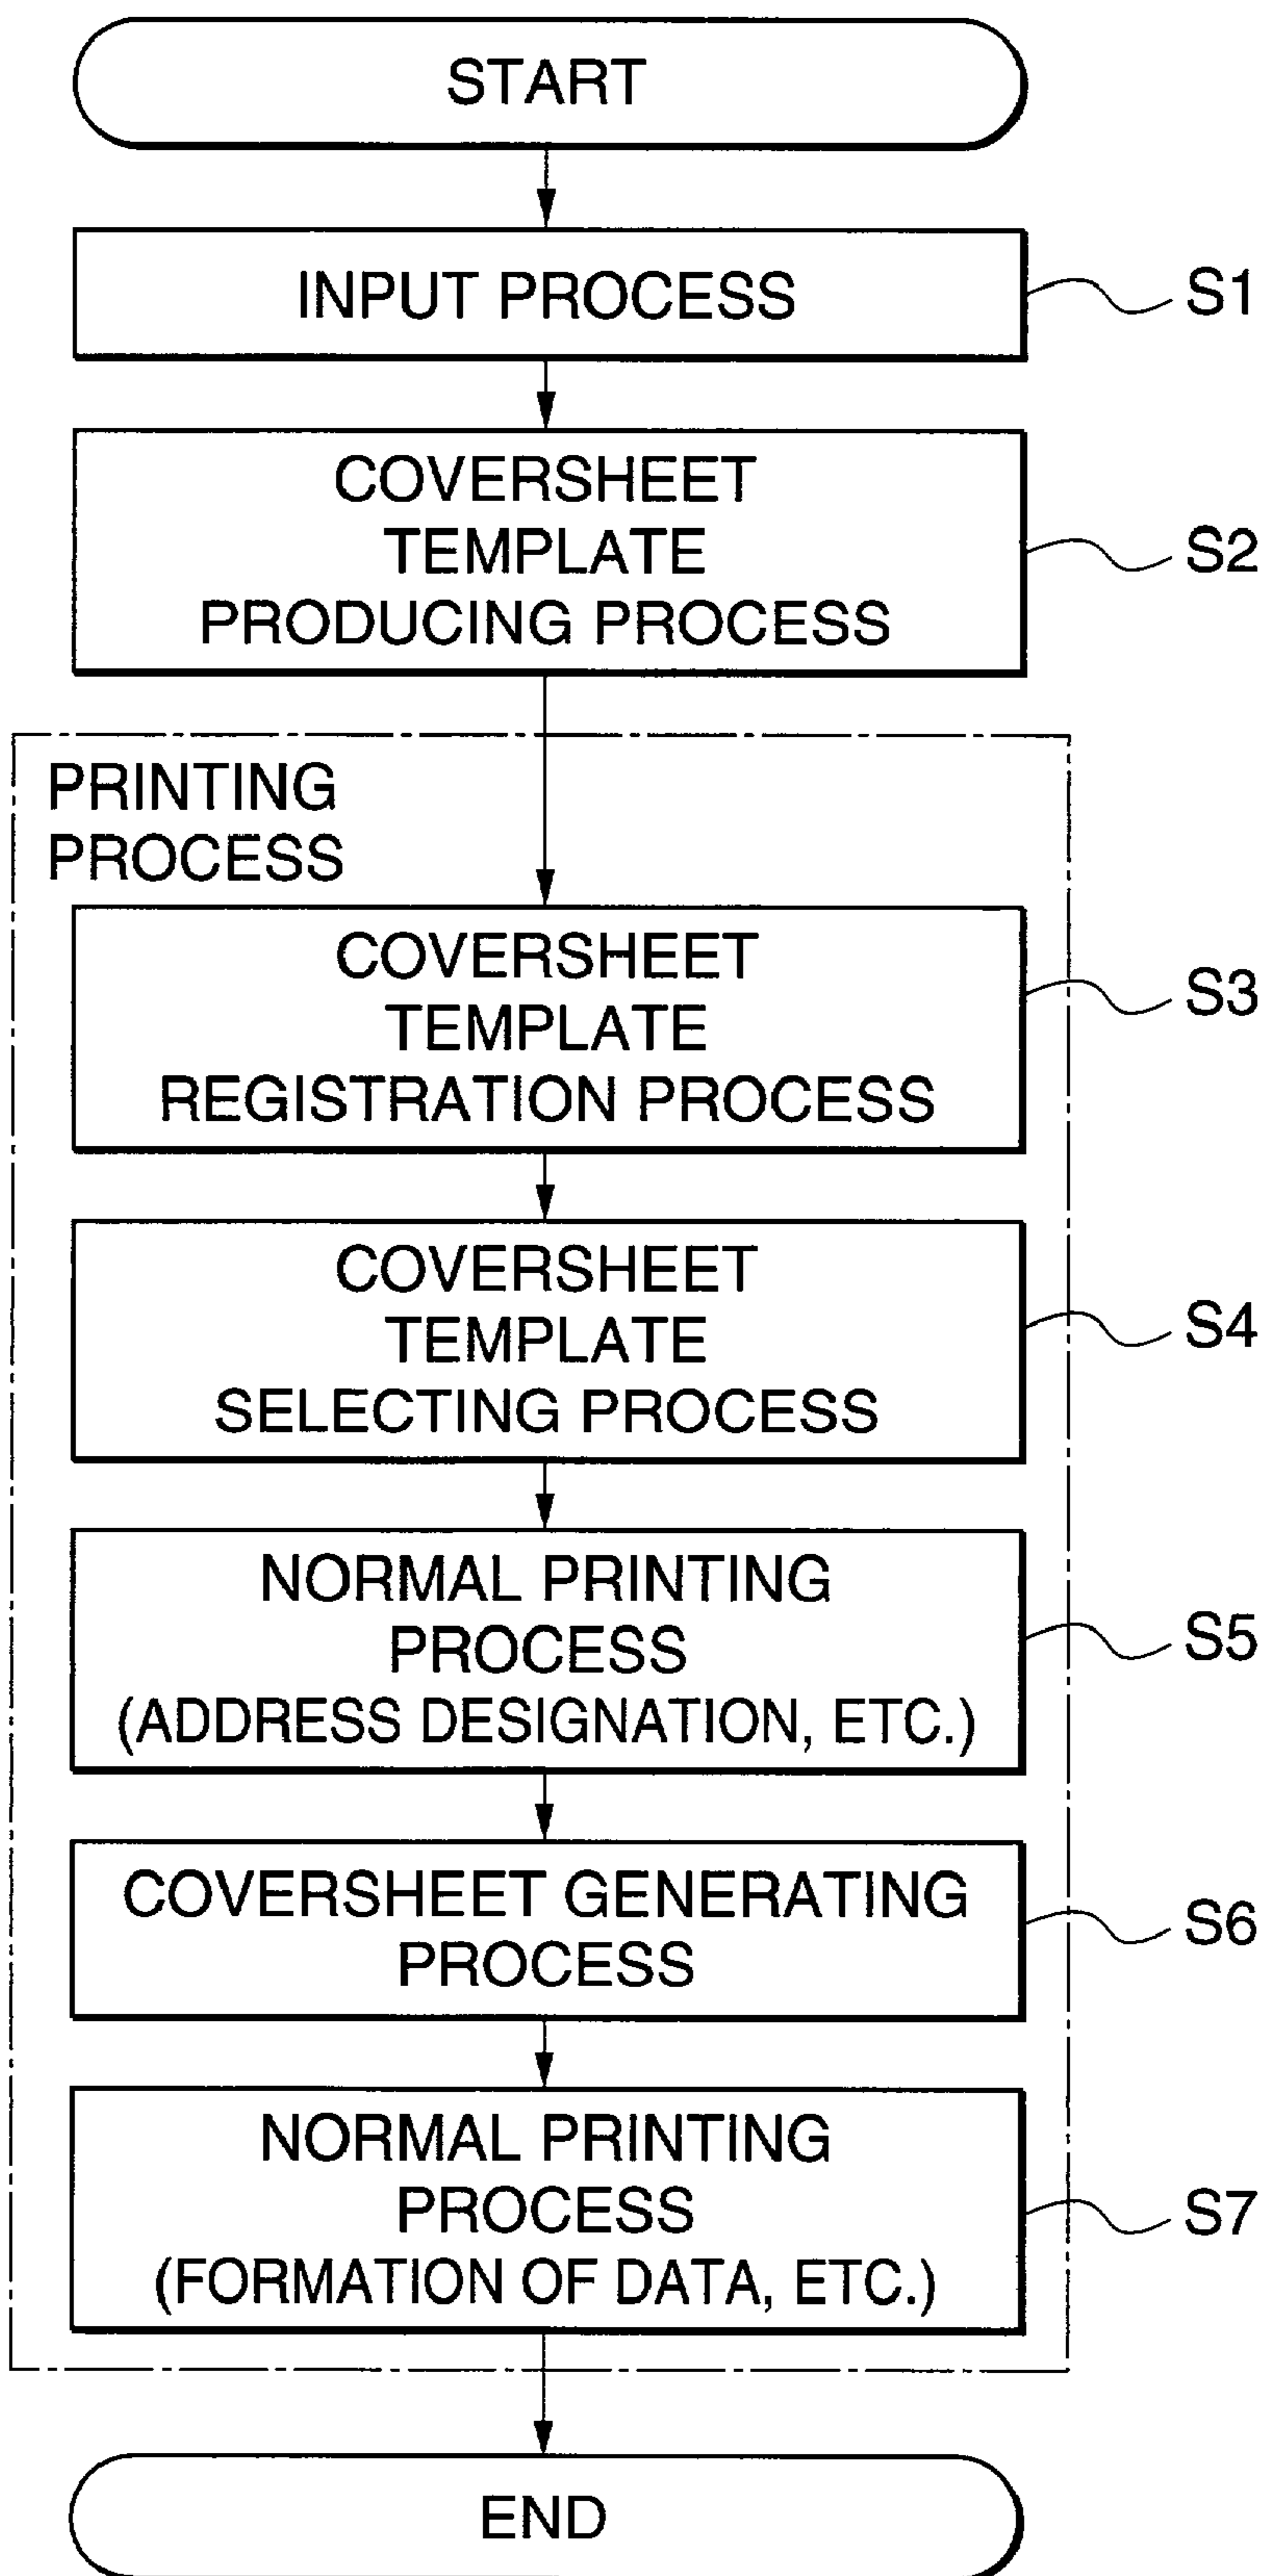 START
INPUT PROCESS
S1
COVERSHEET
TEMPLATE
PRODUCING PROCESS
S2
PRINTING
PROCESS
COVERSHEET
TEMPLATE
REGISTRATION PROCESS
S3
COVERSHEET
TEMPLATE
SELECTING PROCESS
S4
NORMAL PRINTING
PROCESS
(ADDRESS DESIGNATION, ETC.)
S5
COVERSHEET GENERATING
PROCESS
S6
NORMAL PRINTING
PROCESS
(FORMATION OF DATA, ETC.)
S7
END